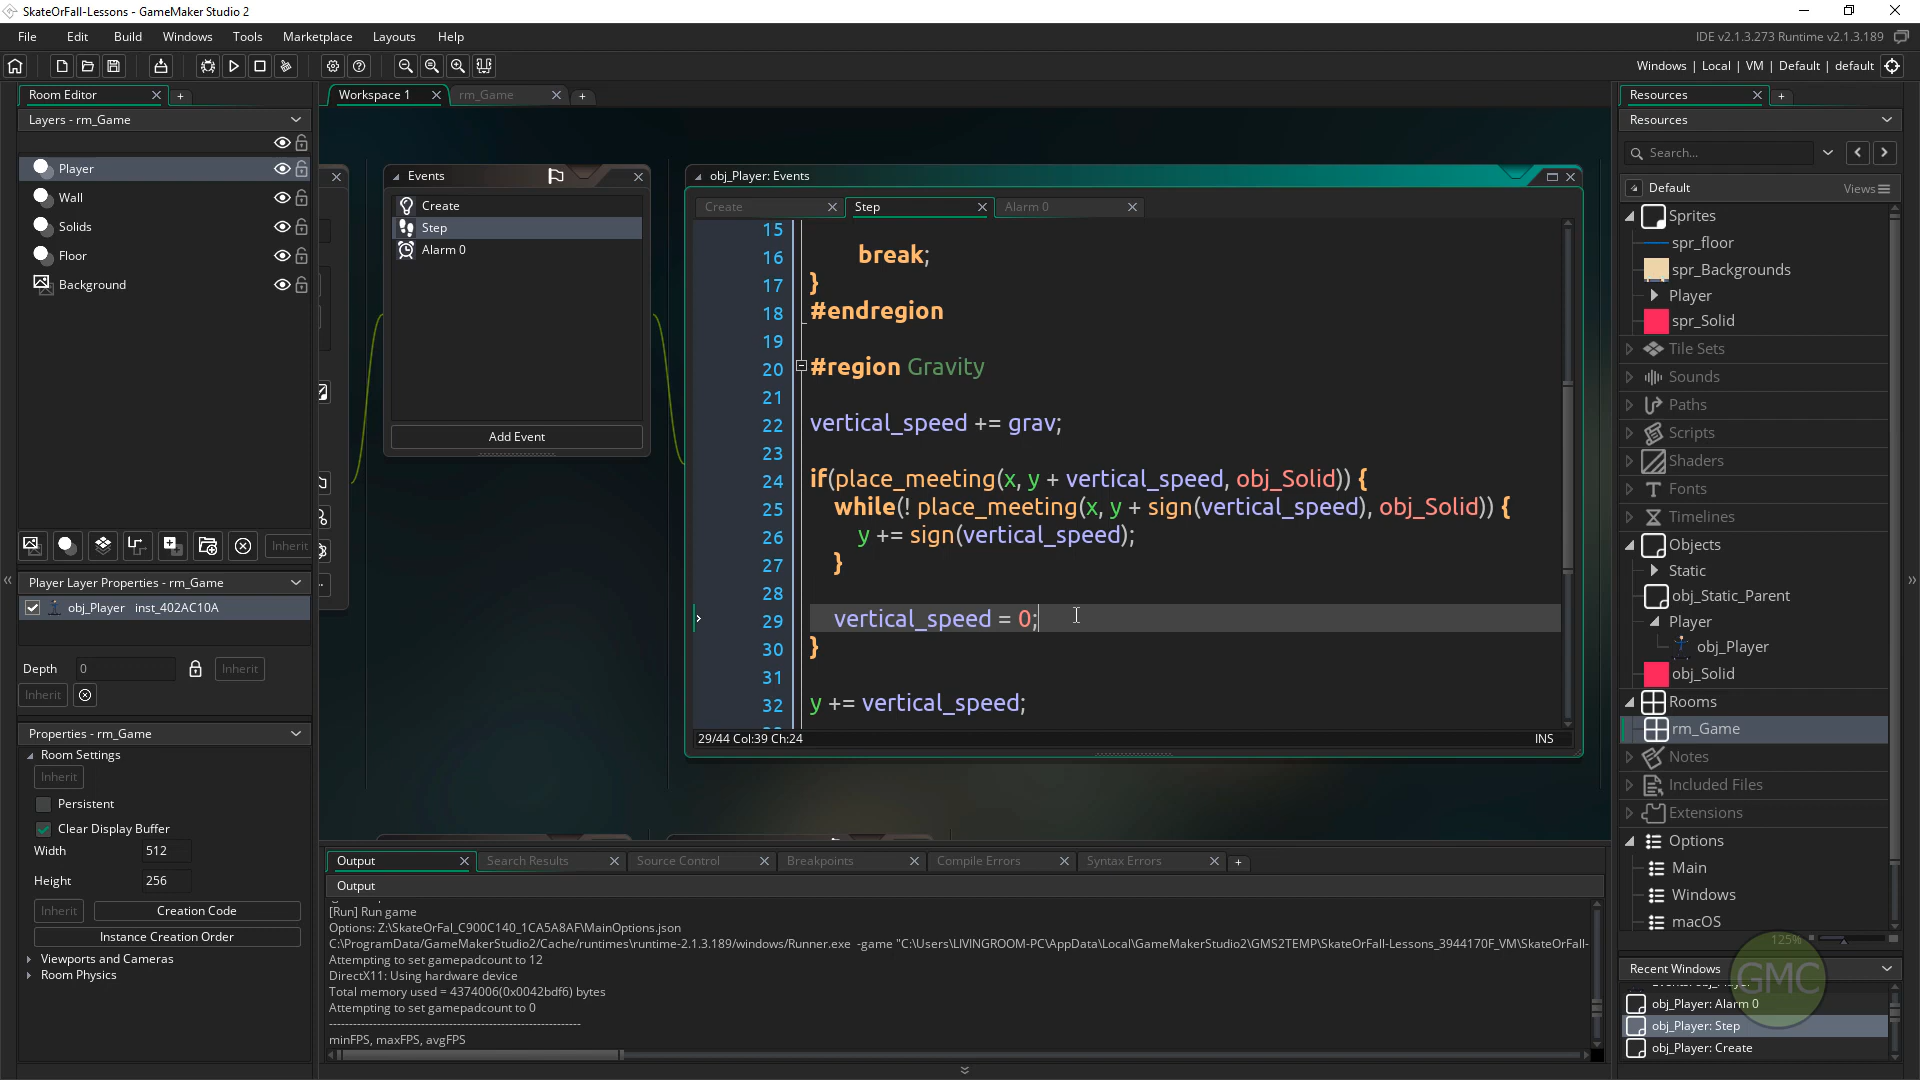 SkateOrFall-Lessons - GameMaker Studio 2
File Edit Build Windows Tools Marketplace Layouts Help
IDE v2.1.3.273 Runtime v2.1.3.189
Windows | Local | VM | Default | default
Room Editor
Layers - rm_Game
Player
Wall
Solids
Floor
Background
Inherit
Player Layer Properties - rm_Game
obj_Player inst_402AC10A
Depth 0 Inherit
Inherit
Properties - rm_Game
Room Settings
Inherit
Persistent
Clear Display Buffer
Width 512
Height 256
Inherit Creation Code
Instance Creation Order
Viewports and Cameras
Room Physics
Workspace 1 rm_Game
Events
Create
Step
Alarm 0
Add Event
obj_Player: Events
Create Step Alarm 0
15
16 break;
17 }
18 #endregion
19
20 #region Gravity
21
22 vertical_speed += grav;
23
24 if(place_meeting(x, y + vertical_speed, obj_Solid)) {
25 while(! place_meeting(x, y + sign(vertical_speed), obj_Solid)) {
26 y += sign(vertical_speed);
27 }
28
29 vertical_speed = 0;
30 }
31
32 y += vertical_speed;
29/44 Col:39 Ch:24 INS
Output Search Results Source Control Breakpoints Compile Errors Syntax Errors
Output
[Run] Run game
Options: Z:\SkateOrFal_C900C140_1CA5A8AF\MainOptions.json
C:\ProgramData/GameMakerStudio2/Cache/runtimes\runtime-2.1.3.189/windows/Runner.exe -game "C:\Users\LIVINGROOM-PC\AppData\Local\GameMakerStudio2\GMS2TEMP\SkateOrFall-Lessons_3944170F_VM\SkateOrFall-
Attempting to set gamepadcount to 12
DirectX11: Using hardware device
Total memory used = 4374006(0x0042bdf6) bytes
Attempting to set gamepadcount to 0
------------------------------------------------------------
minFPS, maxFPS, avgFPS
Resources
Resources
Search...
Default Views
Sprites
spr_floor
spr_Backgrounds
Player
spr_Solid
Tile Sets
Sounds
Paths
Scripts
Shaders
Fonts
Timelines
Objects
Static
obj_Static_Parent
Player
obj_Player
obj_Solid
Rooms
rm_Game
Notes
Included Files
Extensions
Options
Main
Windows
macOS
125%
Recent Windows
obj_Player: Alarm 0
obj_Player: Step
obj_Player: Create
GMC